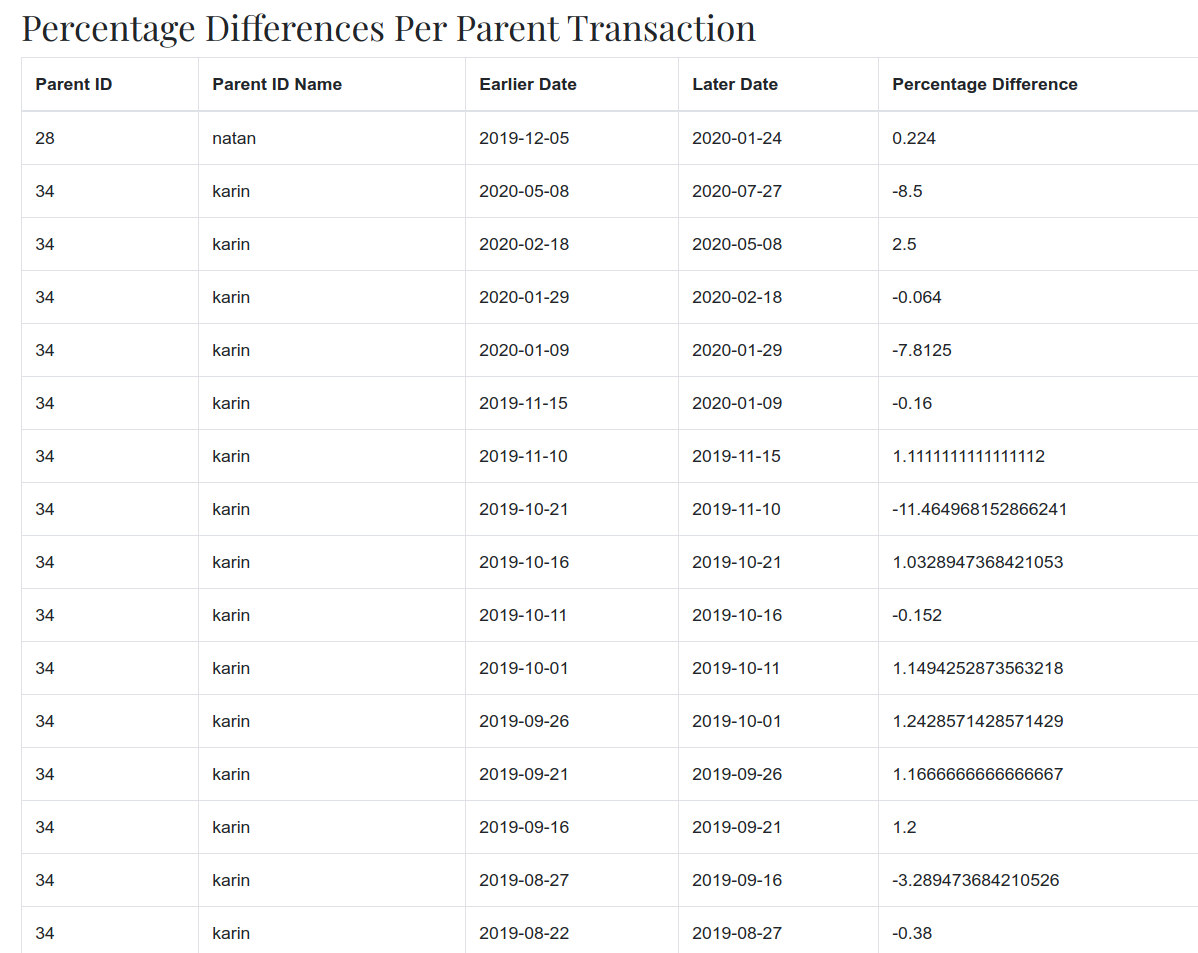 Percentage Differences Per Parent Transaction
Parent ID Parent ID Name Earlier Date Later Date Percentage Difference
28 natan 2019-12-05 2020-01-24 0.224
34 karin 2020-05-08 2020-07-27 -8.5
34 karin 2020-02-18 2020-05-08 2.5
34 karin 2020-01-29 2020-02-18 -0.064
34 karin 2020-01-09 2020-01-29 -7.8125
34 karin 2019-11-15 2020-01-09 -0.16
34 karin 2019-11-10 2019-11-15 1.1111111111111112
34 karin 2019-10-21 2019-11-10 -11.464968152866241
34 karin 2019-10-16 2019-10-21 1.0328947368421053
34 karin 2019-10-11 2019-10-16 -0.152
34 karin 2019-10-01 2019-10-11 1.1494252873563218
34 karin 2019-09-26 2019-10-01 1.2428571428571429
34 karin 2019-09-21 2019-09-26 1.1666666666666667
34 karin 2019-09-16 2019-09-21 1.2
34 karin 2019-08-27 2019-09-16 -3.289473684210526
34 karin 2019-08-22 2019-08-27 -0.38